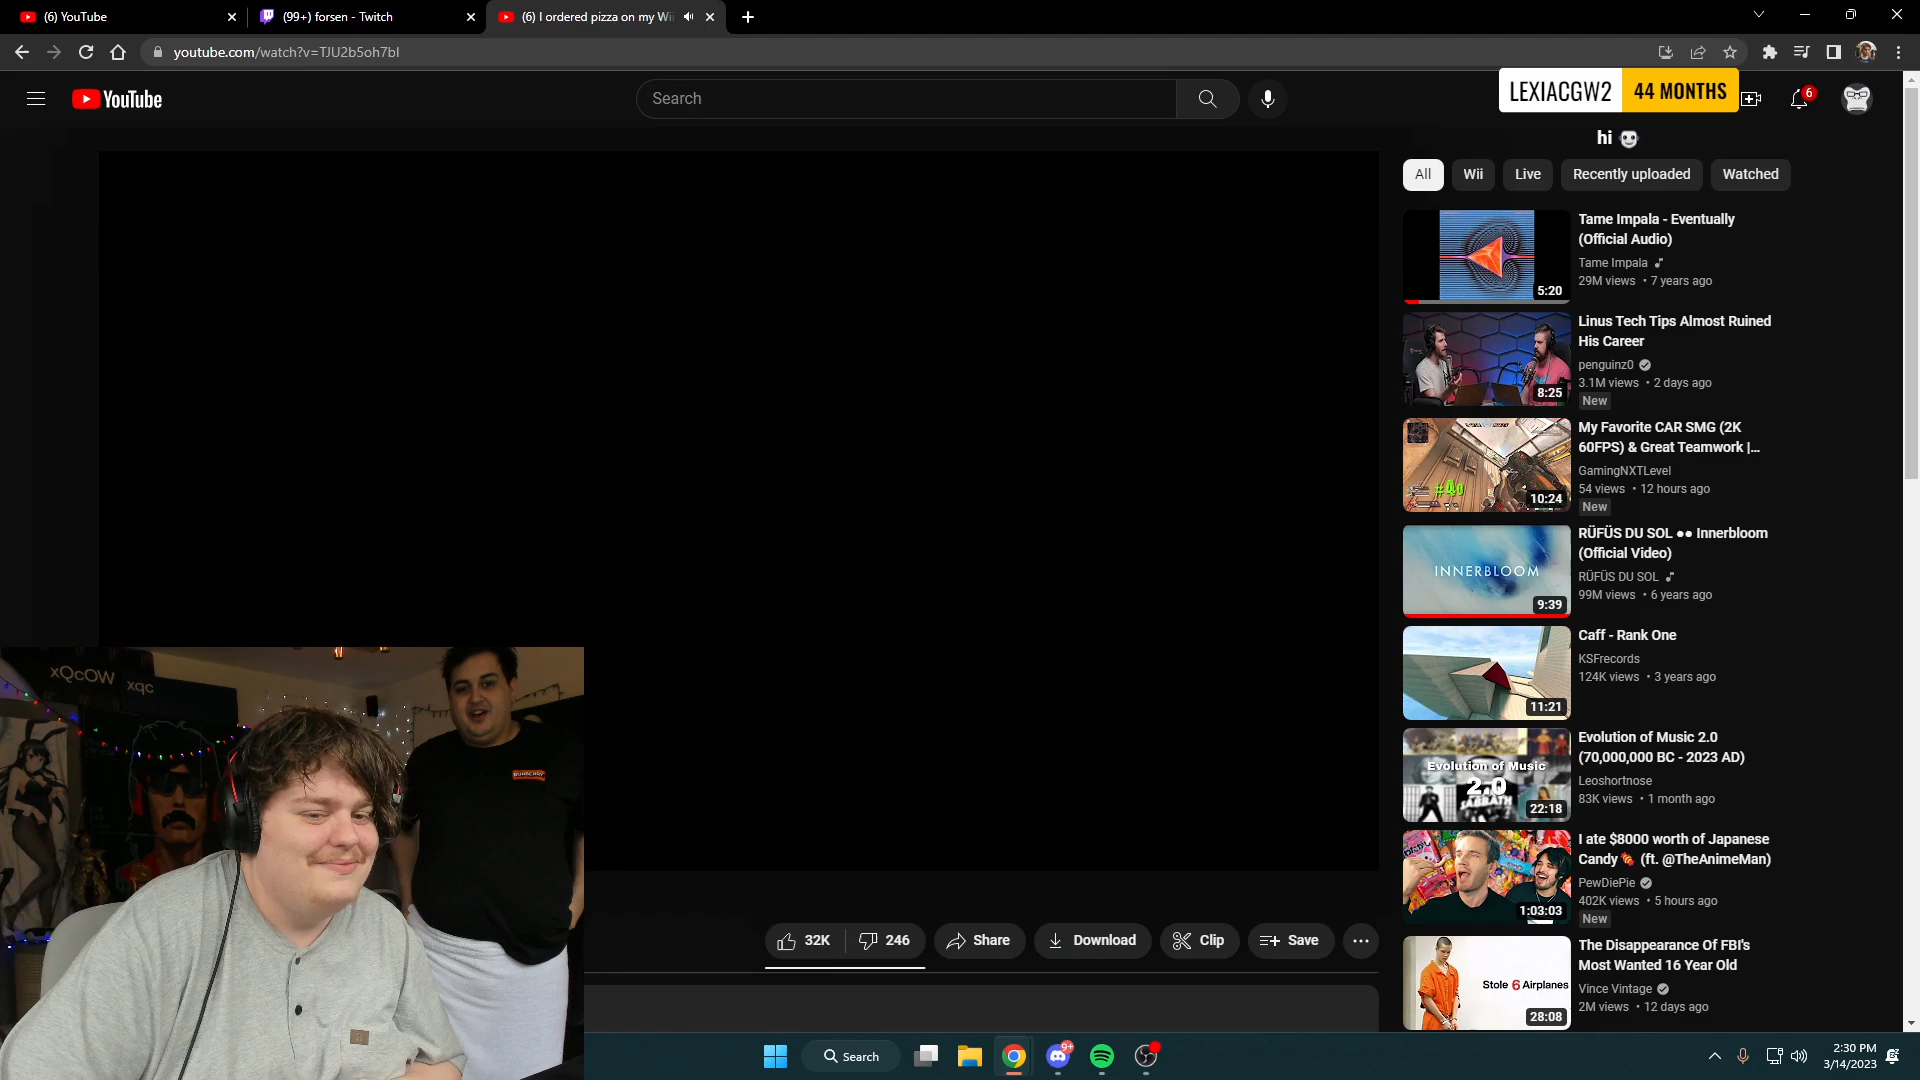 (6) YouTube
(99+) forsen - Twitch
(6) I ordered pizza on my Wii
youtube.com/watch?v=TJU2b5oh7bI
YouTube
Search
LEXIACGW2 44 MONTHS
6
hi
All
Wii
Live
Recently uploaded
Watched
5:20
Tame Impala - Eventually
(Official Audio)
Tame Impala
29M views • 7 years ago
8:25
Linus Tech Tips Almost Ruined
His Career
penguinz0
3.1M views • 2 days ago
New
#40
10:24
My Favorite CAR SMG (2K
60FPS) & Great Teamwork |...
GamingNXTLevel
54 views • 12 hours ago
New
INNERBLOOM
9:39
RÜFÜS DU SOL ●● Innerbloom
(Official Video)
RÜFÜS DU SOL
99M views • 6 years ago
11:21
Caff - Rank One
KSFrecords
124K views • 3 years ago
Evolution of Music
2.0
SABBATH
22:18
Evolution of Music 2.0
(70,000,000 BC - 2023 AD)
Leoshortnose
83K views • 1 month ago
1:03:03
I ate $8000 worth of Japanese
Candy (ft. @TheAnimeMan)
PewDiePie
402K views • 5 hours ago
New
Stole 6 Airplanes
28:08
The Disappearance Of FBI's
Most Wanted 16 Year Old
Vince Vintage
2M views • 12 days ago
xQcOW
xqc
32K
246
Share
Download
Clip
Save
Search
9+
2:30 PM
3/14/2023